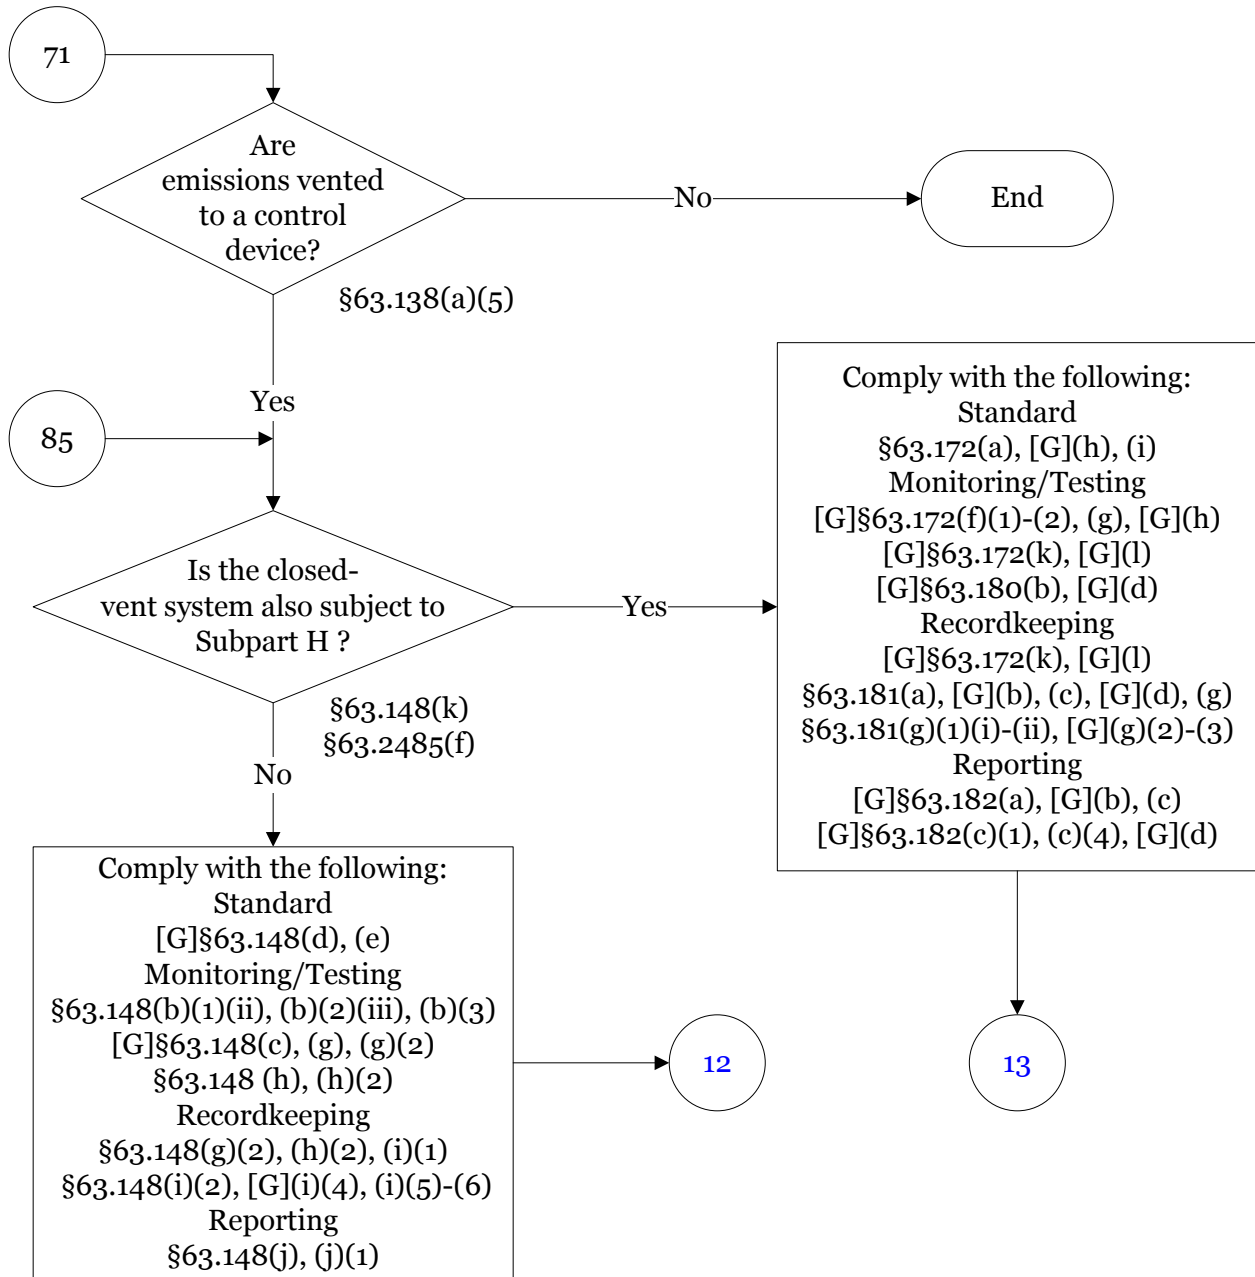 71
Are
emissions vented
to a control
device?
No
End
§63.138(a)(5)
Yes
85
Is the closed-
vent system also subject to
Subpart H ?
Yes
§63.148(k)
§63.2485(f)
No
Comply with the following:
Standard
§63.172(a), [G](h), (i)
Monitoring/Testing
[G]§63.172(f)(1)-(2), (g), [G](h)
[G]§63.172(k), [G](l)
[G]§63.180(b), [G](d)
Recordkeeping
[G]§63.172(k), [G](l)
§63.181(a), [G](b), (c), [G](d), (g)
§63.181(g)(1)(i)-(ii), [G](g)(2)-(3)
Reporting
[G]§63.182(a), [G](b), (c)
[G]§63.182(c)(1), (c)(4), [G](d)
Comply with the following:
Standard
[G]§63.148(d), (e)
Monitoring/Testing
§63.148(b)(1)(ii), (b)(2)(iii), (b)(3)
[G]§63.148(c), (g), (g)(2)
§63.148 (h), (h)(2)
Recordkeeping
§63.148(g)(2), (h)(2), (i)(1)
§63.148(i)(2), [G](i)(4), (i)(5)-(6)
Reporting
§63.148(j), (j)(1)
12
13